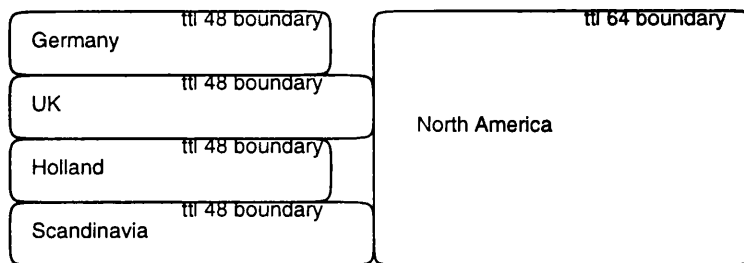 ttl 48 boundary
Germany
ttl 48 boundary
UK
ttl 48 boundary
Holland
ttl 48 boundary
Scandinavia
ttl 64 boundary
North America